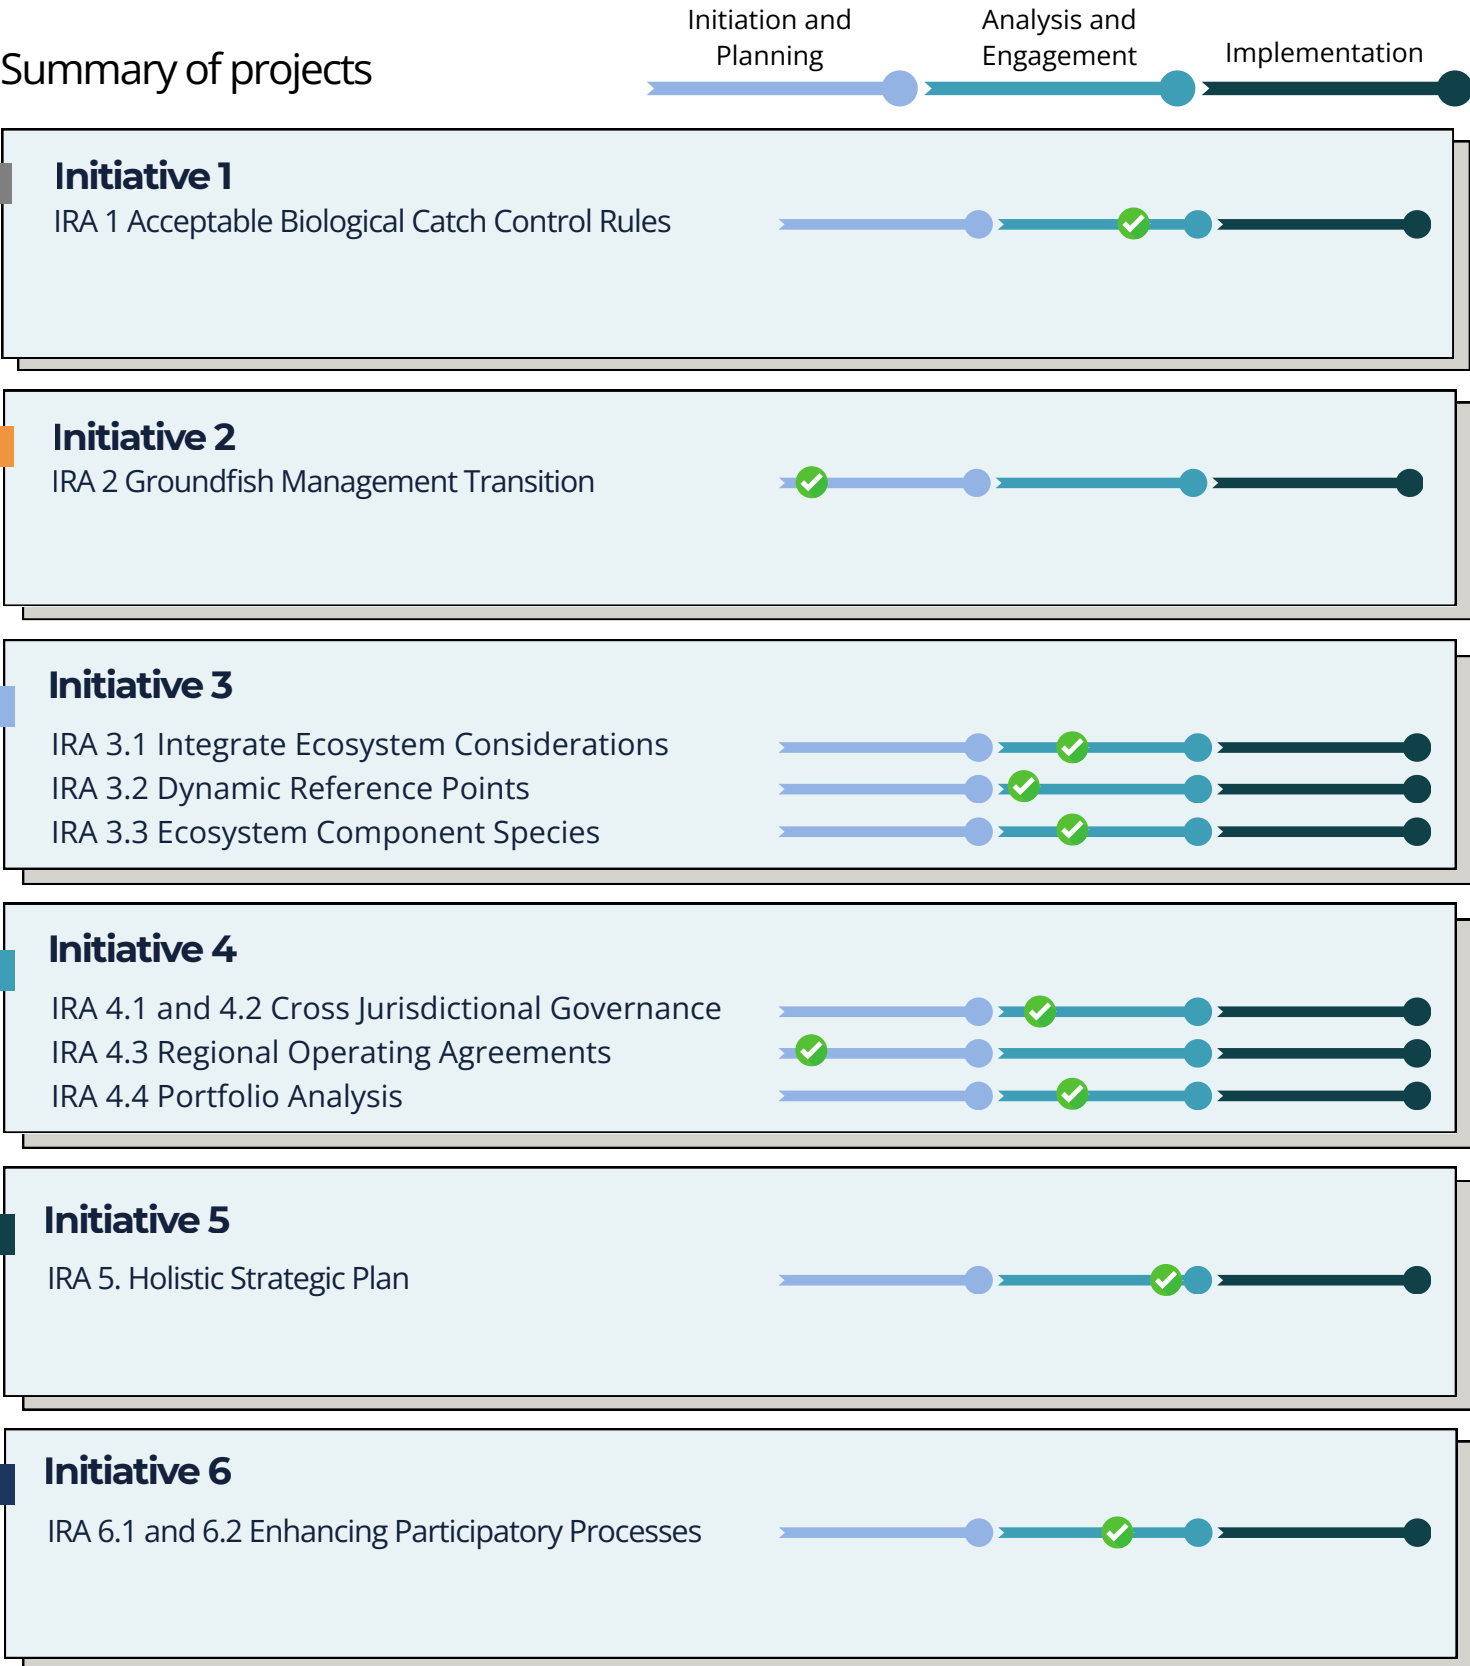 Summary of projects
Initiation and
Planning
Analysis and
Engagement
Implementation
Initiative 1
IRA 1 Acceptable Biological Catch Control Rules
Initiative 2
IRA 2 Groundfish Management Transition
Initiative 3
IRA 3.1 Integrate Ecosystem Considerations
IRA 3.2 Dynamic Reference Points
IRA 3.3 Ecosystem Component Species
Initiative 4
IRA 4.1 and 4.2 Cross Jurisdictional Governance
IRA 4.3 Regional Operating Agreements
IRA 4.4 Portfolio Analysis
Initiative 5
IRA 5. Holistic Strategic Plan
Initiative 6
IRA 6.1 and 6.2 Enhancing Participatory Processes